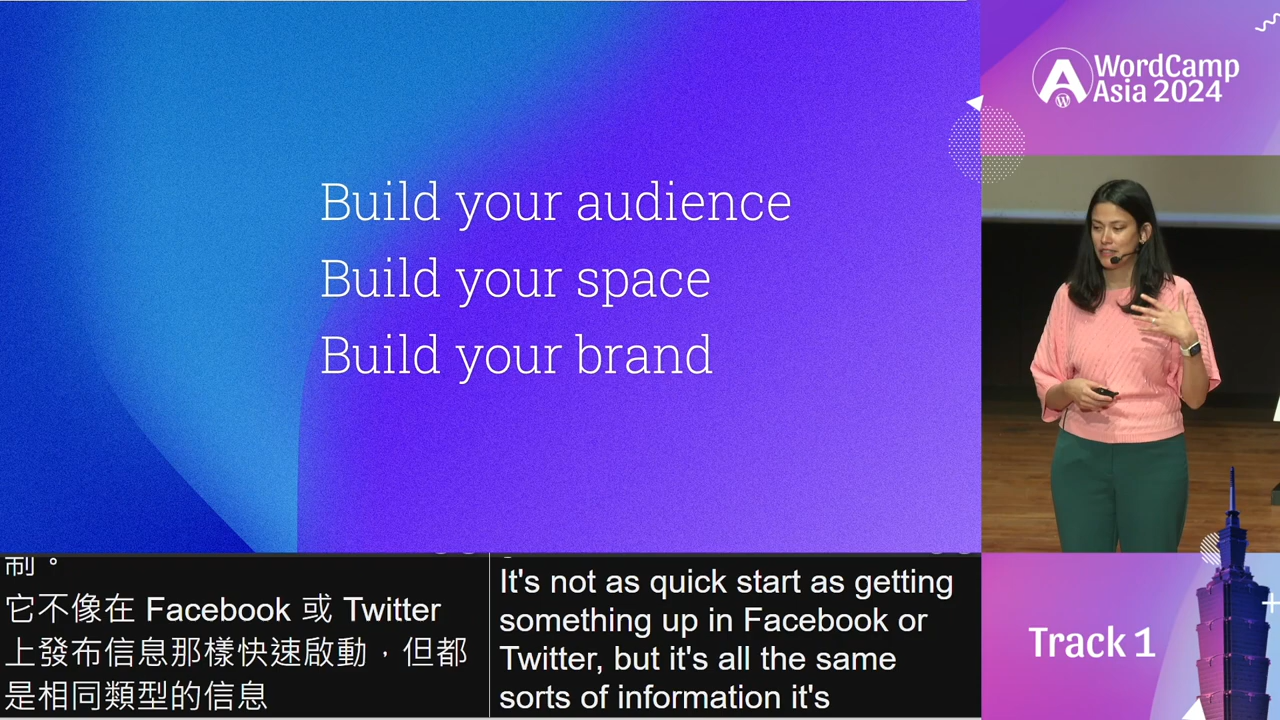 Build your audience
Build your space
Build your brand
制。
它不像在 Facebook 或 Twitter
上發布信息那樣快速啟動，但都
是相同類型的信息
It's not as quick start as getting
something up in Facebook or
Twitter, but it's all the same
sorts of information it's
WordCamp
Asia 2024
Track 1